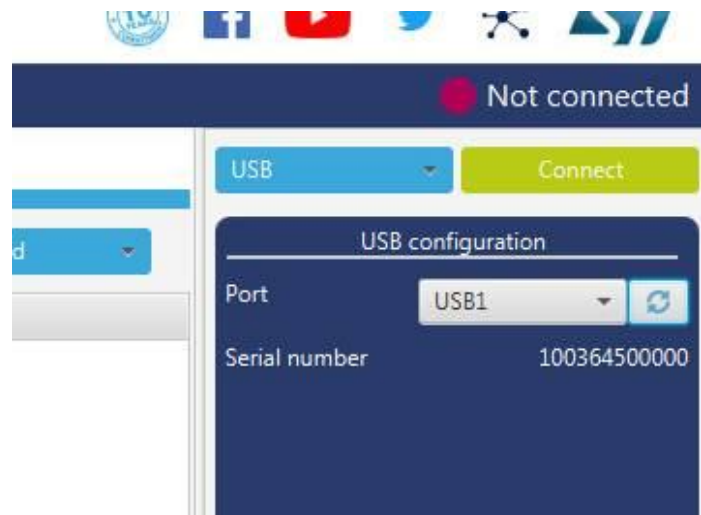 Not connected
USB
Connect
d
USB configuration
Port
USB1
Serial number
100364500000